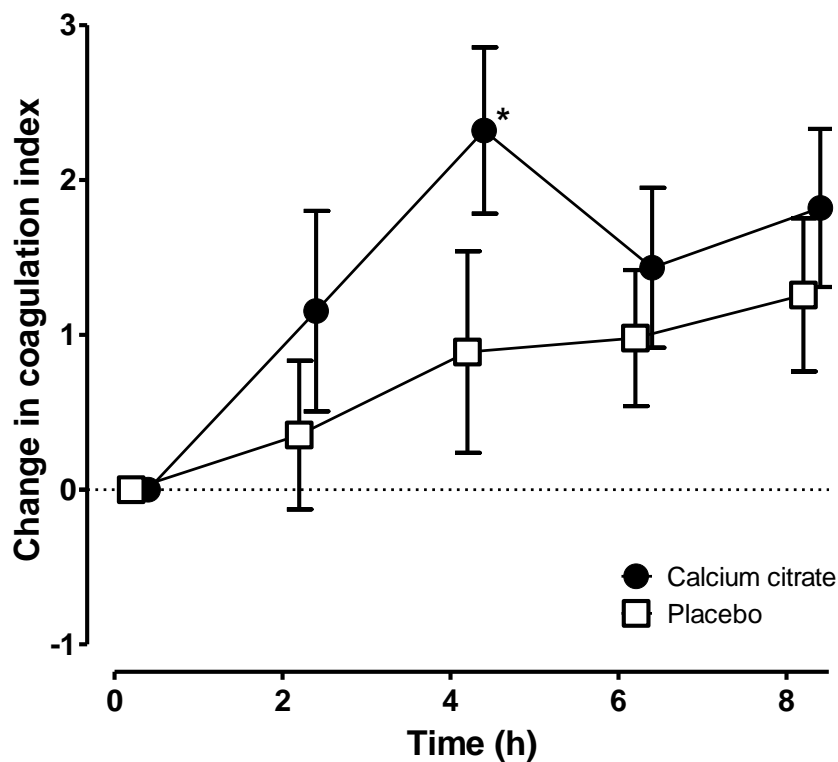 Change in coagulation index
3
2
1
0
-1
*
Calcium citrate
Placebo
0 2 4 6 8
Time (h)